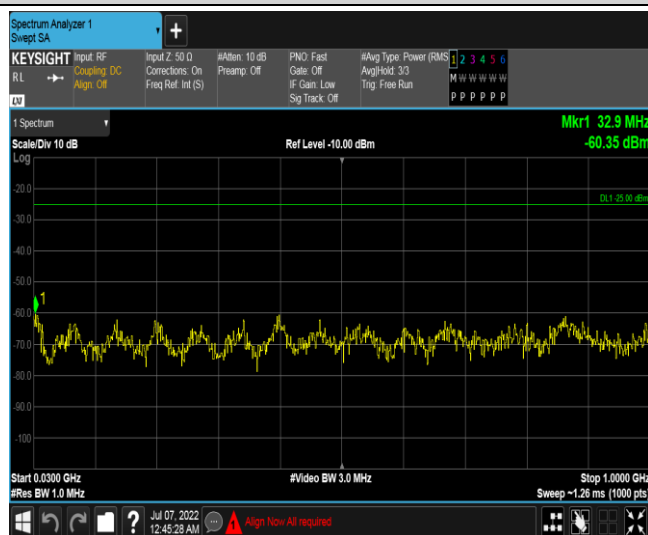 Spectrum Analyzer 1
Swept SA
KEYSIGHT
RL
LXI
Input: RF
Coupling: DC
Align: Off
Input Z: 50 Ω
Corrections: On
Freq Ref: Int (S)
#Atten: 10 dB
Preamp: Off
PNO: Fast
Gate: Off
IF Gain: Low
Sig Track: Off
#Avg Type: Power (RMS
Avg|Hold: 3/3
Trig: Free Run
1 2 3 4 5 6
M W W W W W
P P P P P P
1 Spectrum
Scale/Div 10 dB
Ref Level -10.00 dBm
Mkr1 32.9 MHz
-60.35 dBm
Log
-20.0
DL1 -25.00 dBm
-30.0
-40.0
-50.0
1
-60.0
-70.0
-80.0
-90.0
-100
Start 0.0300 GHz
#Video BW 3.0 MHz
Stop 1.0000 GHz
#Res BW 1.0 MHz
Sweep ~1.26 ms (1000 pts)
?
Jul 07, 2022
12:45:28 AM
Align Now All required